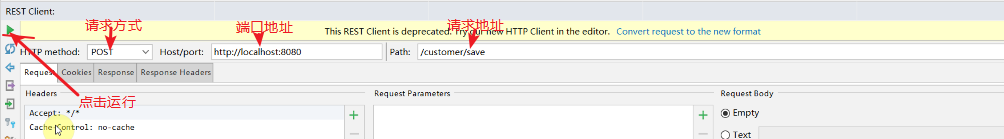 REST Client:
请求方式
端口地址
请求地址
This REST Client is deprecated. Try our new HTTP Client in the editor. Convert request to the new format
HTTP method: POST Host/port: http://localhost:8080 Path: /customer/save
Request Cookies Response Response Headers
点击运行
Headers Request Parameters Request Body
Accept: */*
Cache-Control: no-cache
Empty
Text